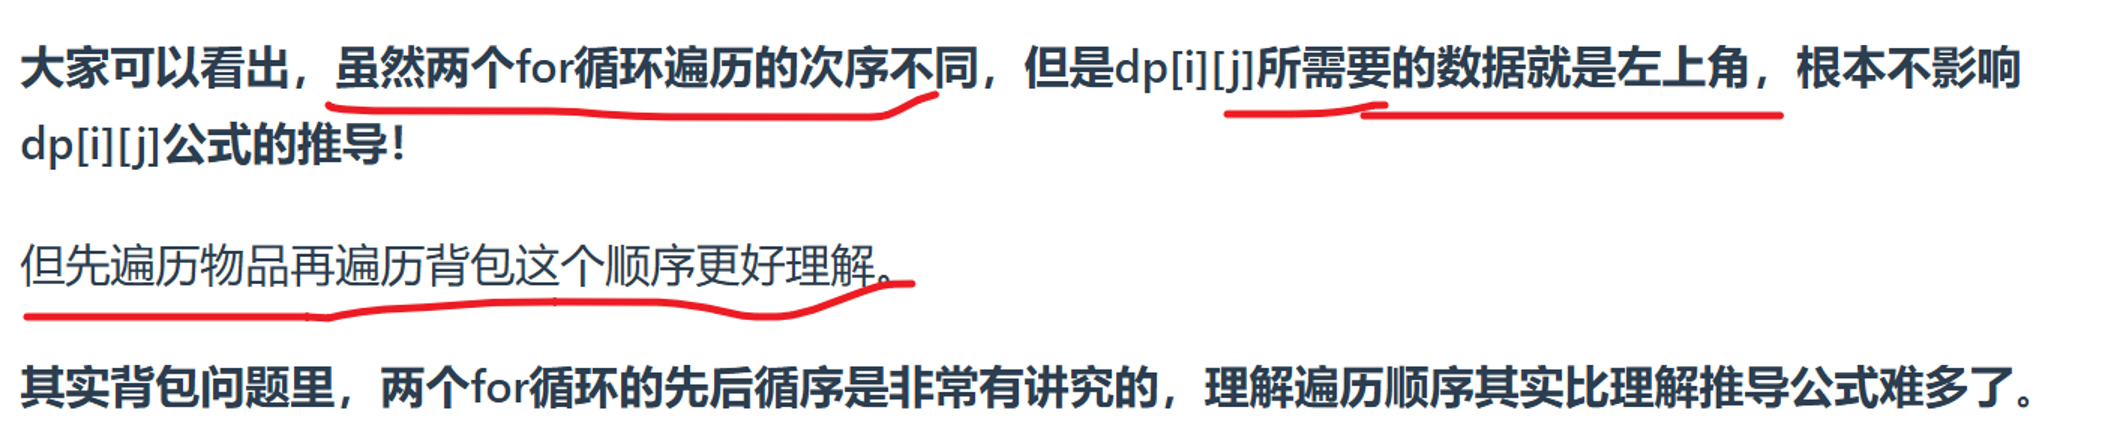 大家可以看出，虽然两个for循环遍历的次序不同，但是dp[i][j]所需要的数据就是左上角，根本不影响
dp[i][j]公式的推导！
但先遍历物品再遍历背包这个顺序更好理解。
其实背包问题里，两个for循环的先后循序是非常有讲究的，理解遍历顺序其实比理解推导公式难多了。